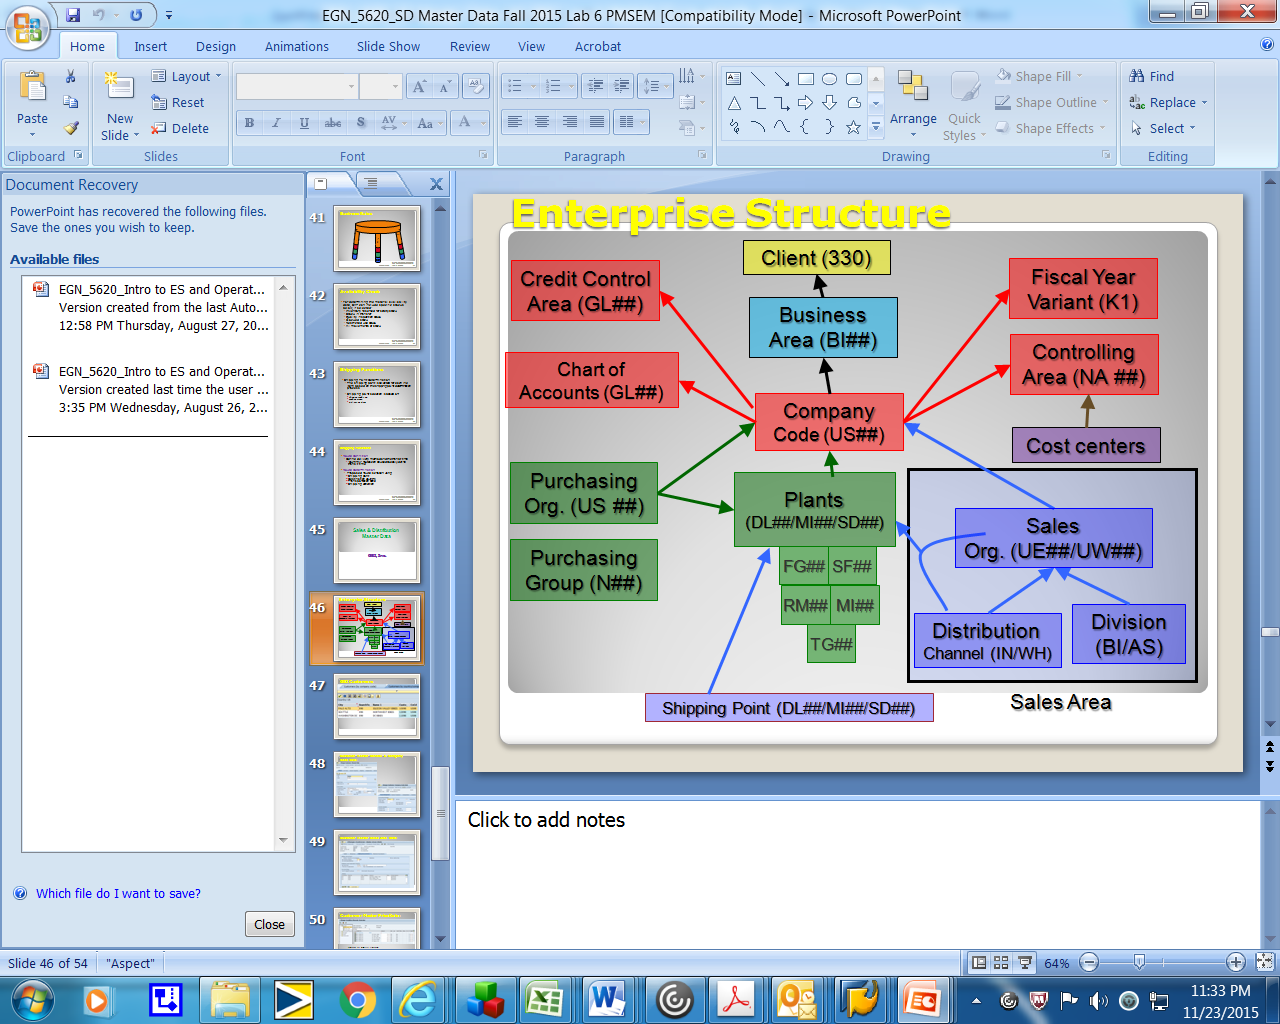 EGN_5620_SD Master Data Fall 2015 Lab 6 PMSEM [Compatibility Mode] - Microsoft PowerPoint
Home Insert Design Animations Slide Show Review View Acrobat
Paste
New
Slide
Layout
Reset
Delete
B I U abc S AV Aa A
Arrange
Quick
Styles
Shape Fill
Shape Outline
Shape Effects
Find
Replace
Select
Clipboard Slides Font Paragraph Drawing Editing
Document Recovery
PowerPoint has recovered the following files.
Save the ones you wish to keep.
Available files
EGN_5620_Intro to ES and Operat...
Version created from the last Auto...
12:58 PM Thursday, August 27, 20...
EGN_5620_Intro to ES and Operat...
Version created last time the user ...
3:35 PM Wednesday, August 26, 2...
Which file do I want to save?
Close
41
42
43
44
45
Sales & Distribution
Master Data
46
47
48
49
50
Enterprise Structure
Client (330)
Credit Control
Area (GL##)
Business
Area (BI##)
Fiscal Year
Variant (K1)
Chart of
Accounts (GL##)
Controlling
Area (NA ##)
Company
Code (US##)
Cost centers
Purchasing
Org. (US ##)
Plants
(DL##/MI##/SD##)
Sales
Org. (UE##/UW##)
Purchasing
Group (N##)
FG## SF##
RM## MI##
TG##
Distribution
Channel (IN/WH)
Division
(BI/AS)
Shipping Point (DL##/MI##/SD##)
Sales Area
Click to add notes
Slide 46 of 54 "Aspect" 64%
11:33 PM
11/23/2015